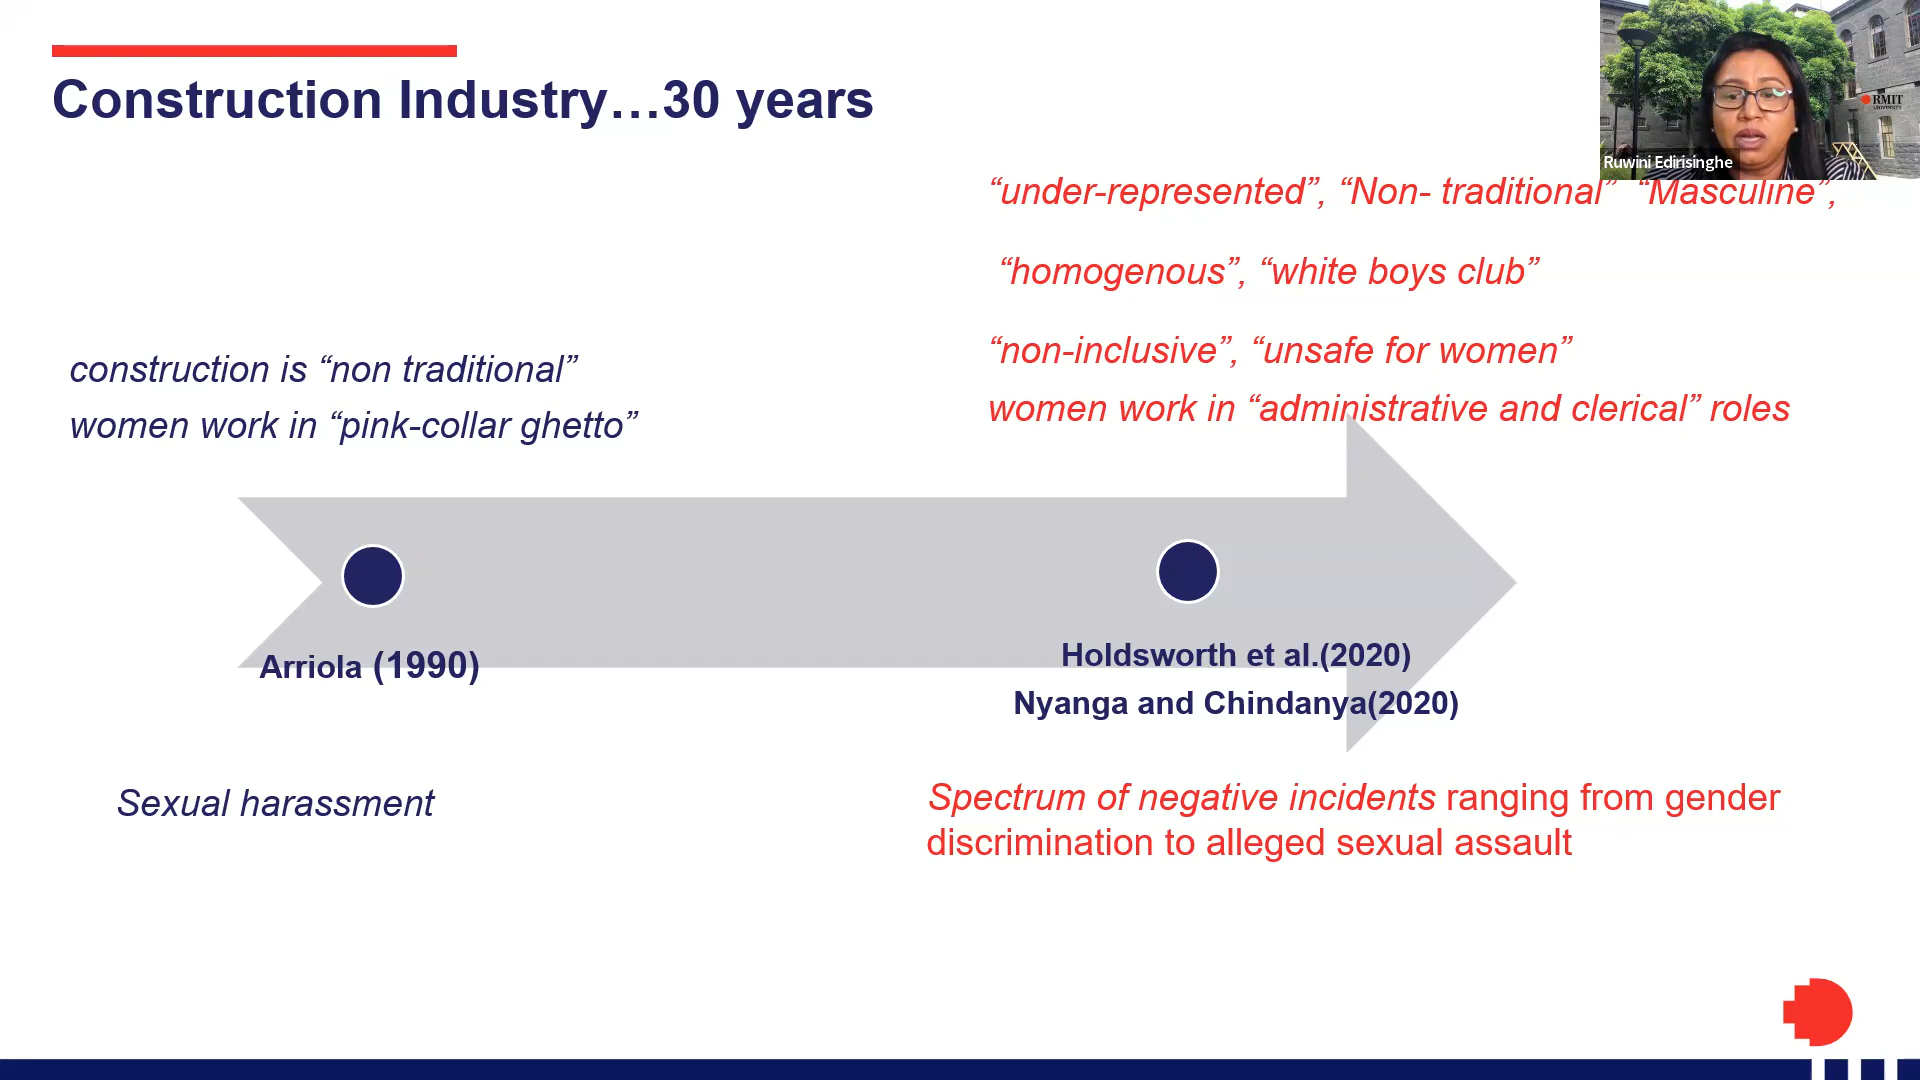 Construction Industry…30 years
RMIT
UNIVERSITY
Ruwini Edirisinghe
“under-represented”, “Non- traditional” “Masculine”,
“homogenous”, “white boys club”
“non-inclusive”, “unsafe for women”
women work in “administrative and clerical” roles
construction is “non traditional”
women work in “pink-collar ghetto”
Arriola (1990)
Holdsworth et al.(2020)
Nyanga and Chindanya(2020)
Sexual harassment
Spectrum of negative incidents ranging from gender
discrimination to alleged sexual assault